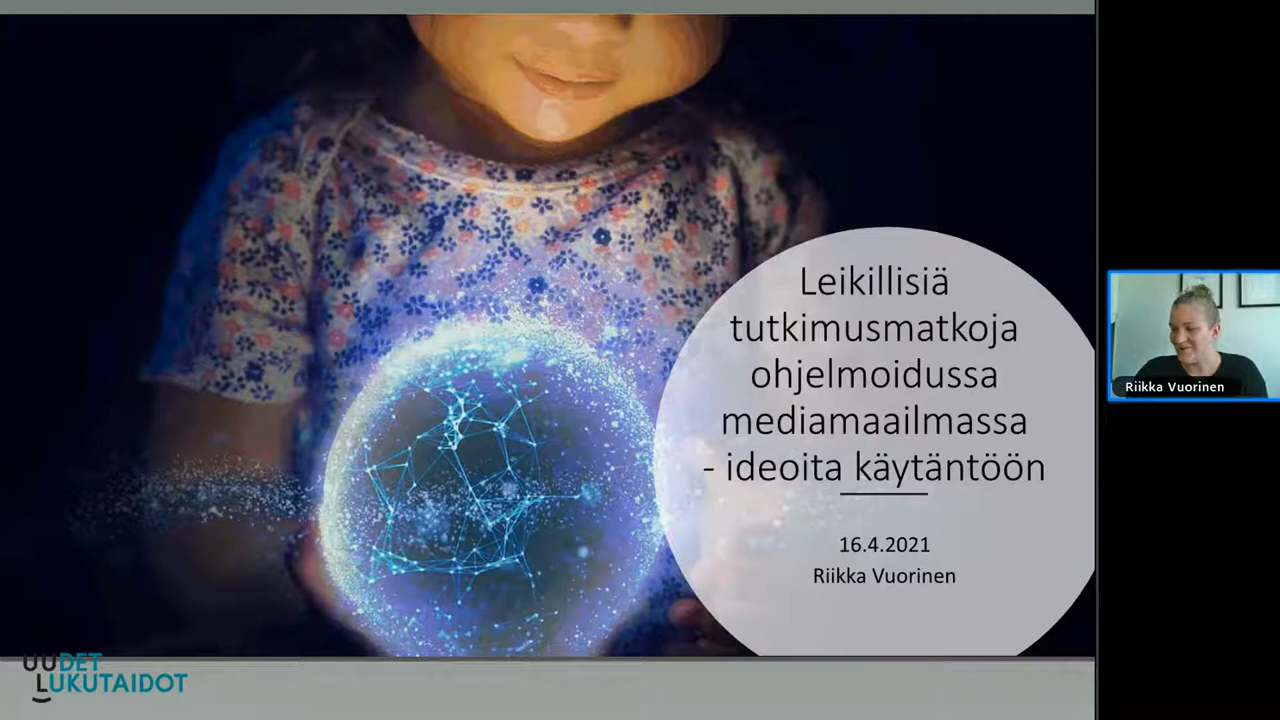 Leikillisiä
tutkimusmatkoja
ohjelmoidussa
mediamaailmassa
- ideoita käytäntöön
16.4.2021
Riikka Vuorinen
Riikka Vuorinen
UUDET
LUKUTAIDOT